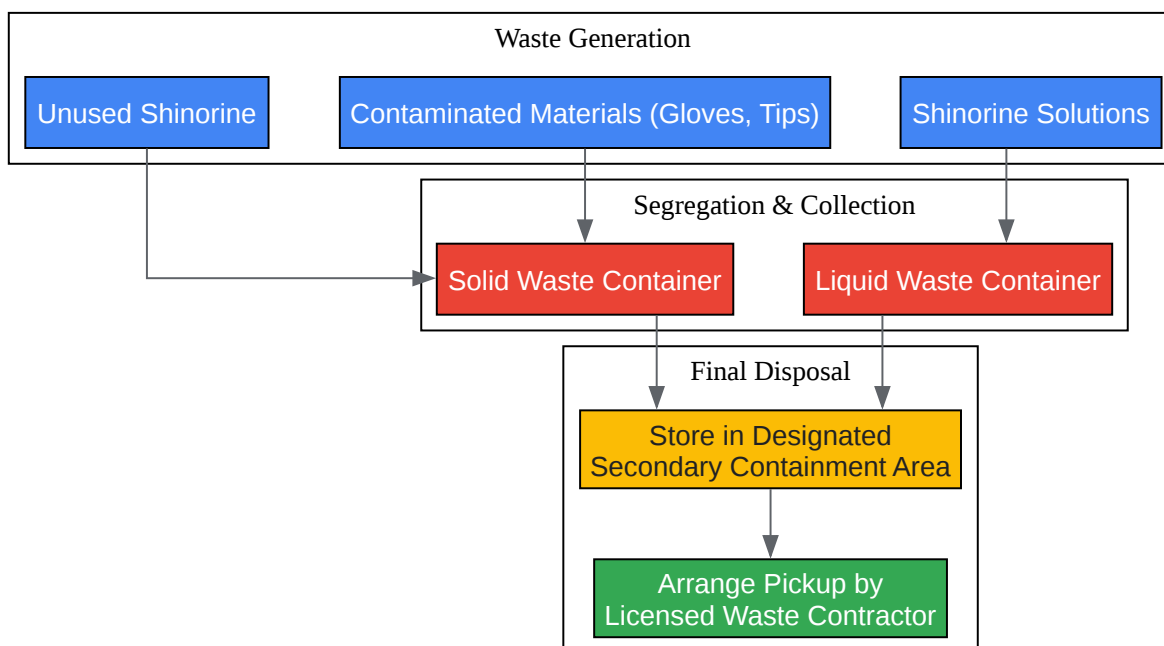 Waste Generation
Unused Shinorine
Contaminated Materials (Gloves, Tips)
Shinorine Solutions
Segregation & Collection
Solid Waste Container
Liquid Waste Container
Final Disposal
Store in Designated
Secondary Containment Area
Arrange Pickup by
Licensed Waste Contractor